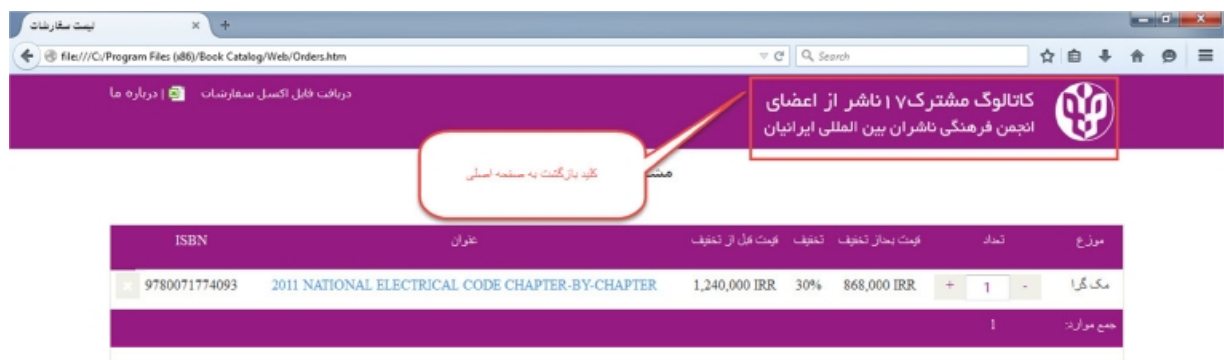 لیست سفارشات
file:///C:/Program Files (x86)/Book Catalog/Web/Orders.htm
Search
دریافت فایل اکسل سفارشات | درباره ما
کاتالوگ مشترک ۱۷ ناشر از اعضای
انجمن فرهنگی ناشران بین المللی ایرانیان
کلید بازگشت به صفحه اصلی
ISBN عنوان قیمت قبل از تخفیف تخفیف قیمت بعداز تخفیف تعداد موزع
9780071774093 2011 NATIONAL ELECTRICAL CODE CHAPTER-BY-CHAPTER 1,240,000 IRR 30% 868,000 IRR + 1 - مک گرا
جمع موارد: 1